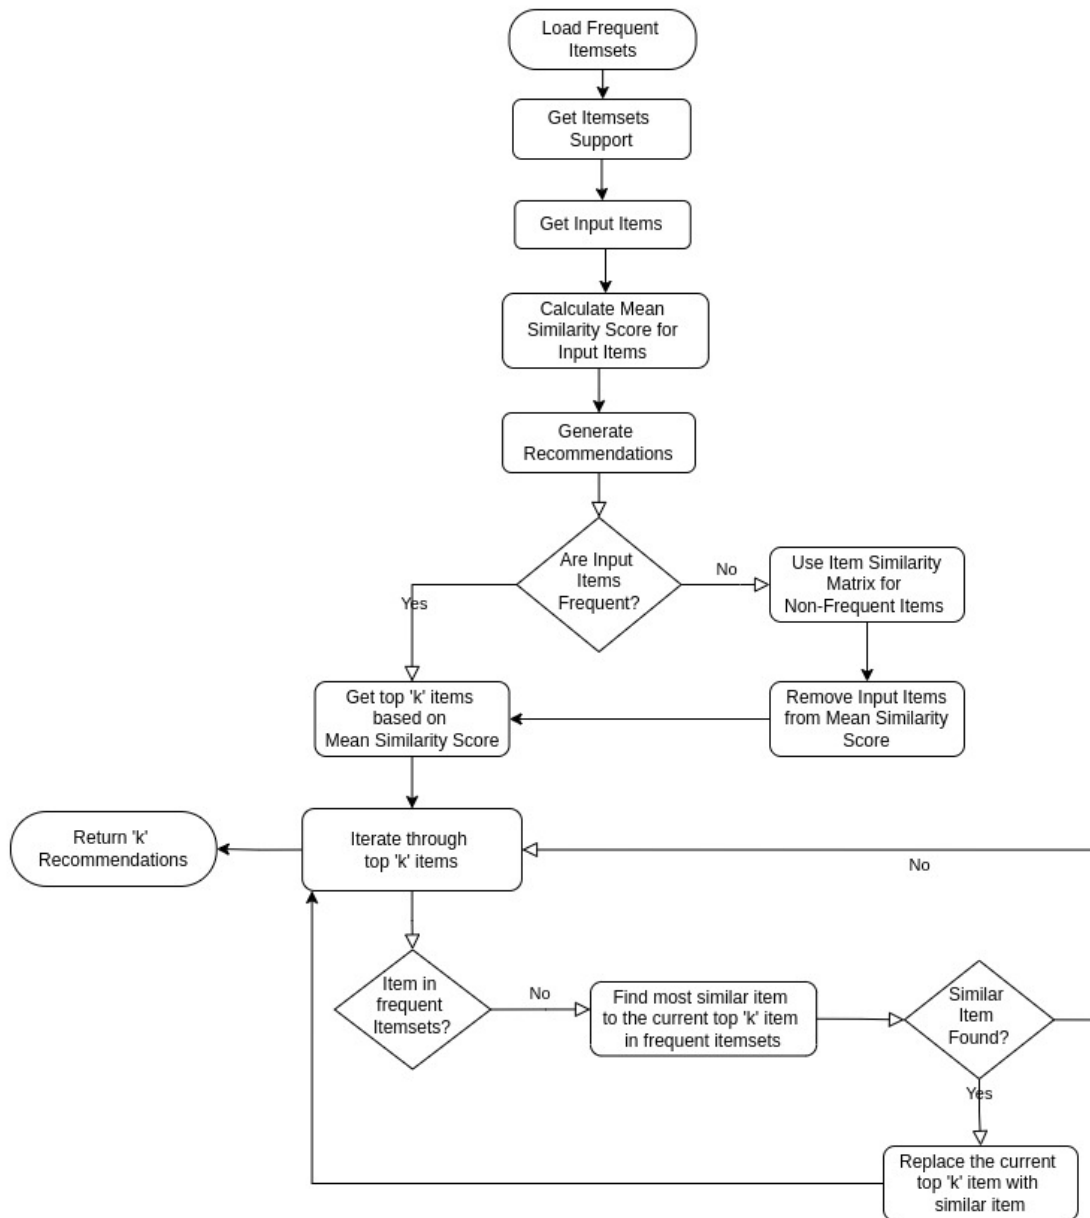 Load Frequent
Itemsets
Get Itemsets
Support
Get Input Items
Calculate Mean
Similarity Score for
Input Items
Generate
Recommendations
Are Input
Items
Frequent?
No
Yes
Use Item Similarity
Matrix for
Non-Frequent Items
Remove Input Items
from Mean Similarity
Score
Get top 'k' items
based on
Mean Similarity Score
Iterate through
top 'k' items
Return 'k'
Recommendations
No
Item in
frequent
Itemsets?
No
Find most similar item
to the current top 'k' item
in frequent itemsets
Similar
Item
Found?
Yes
Replace the current
top 'k' item with
similar item